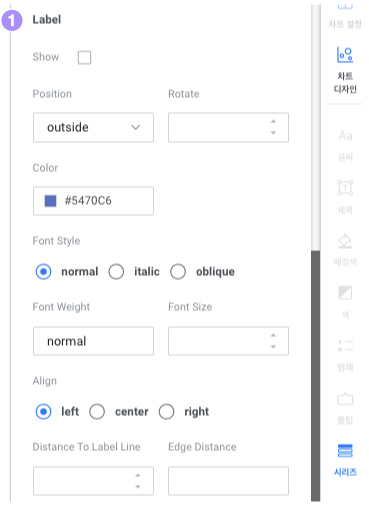 1 Label
Show
Position Rotate
outside
Color
#5470C6
Font Style
normal italic oblique
Font Weight Font Size
normal
Align
left center right
Distance To Label Line Edge Distance
차트 설정
차트
디자인
Aa
글씨
제목
배경색
색
범례
툴팁
시리즈